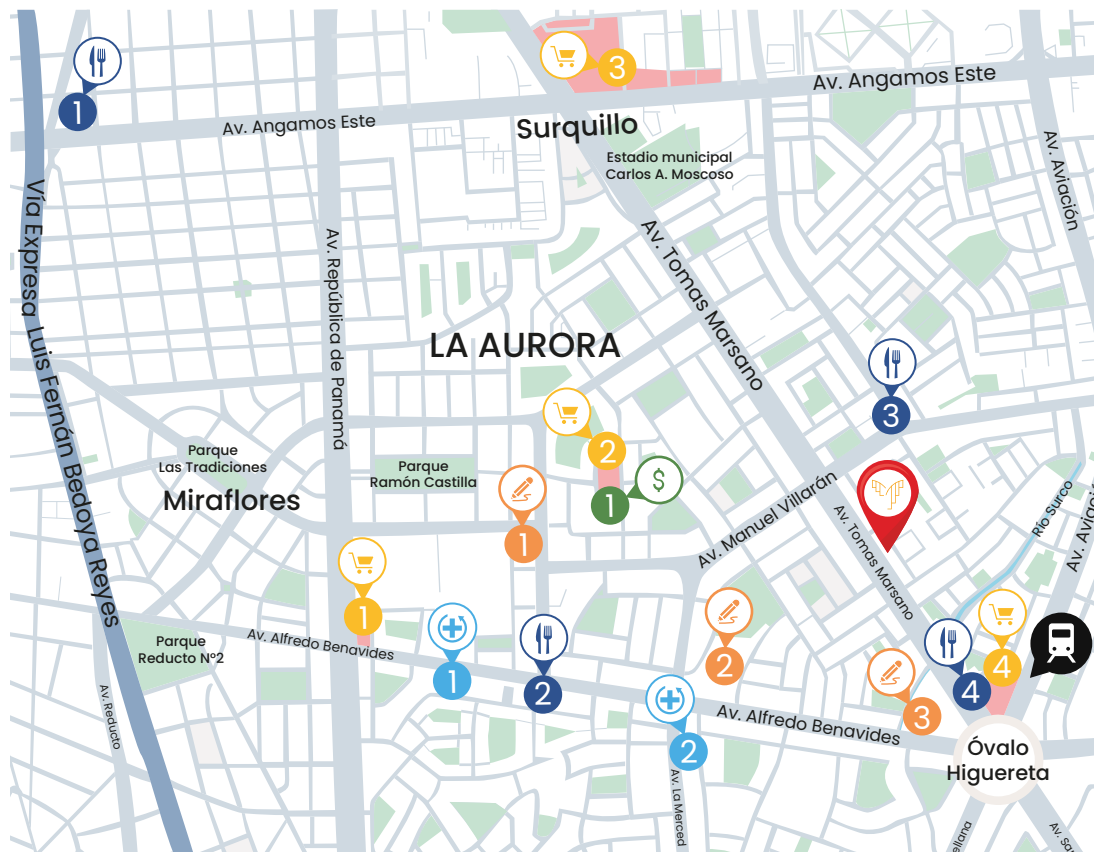 3
1
Av. Angamos Este
Av. Angamos Este
Surquillo
Estadio municipal
Carlos A. Moscoso
Av. Aviación
Vía Expresa Luis Fernán Bedoya Reyes
Av. República de Panamá
Av. Tomas Marsano
LA AURORA
3
2
Parque
Las Tradiciones
Parque
Ramón Castilla
$
1
Miraflores
1
Av. Manuel Villarán
Av. Tomas Marsano
Río Surco
1
Parque
Reducto Nº2
Av. Alfredo Benavides
1
2
2
4
4
3
Av. Reducto
2
Av. Alfredo Benavides
Óvalo
Higuereta
Av. La Merced